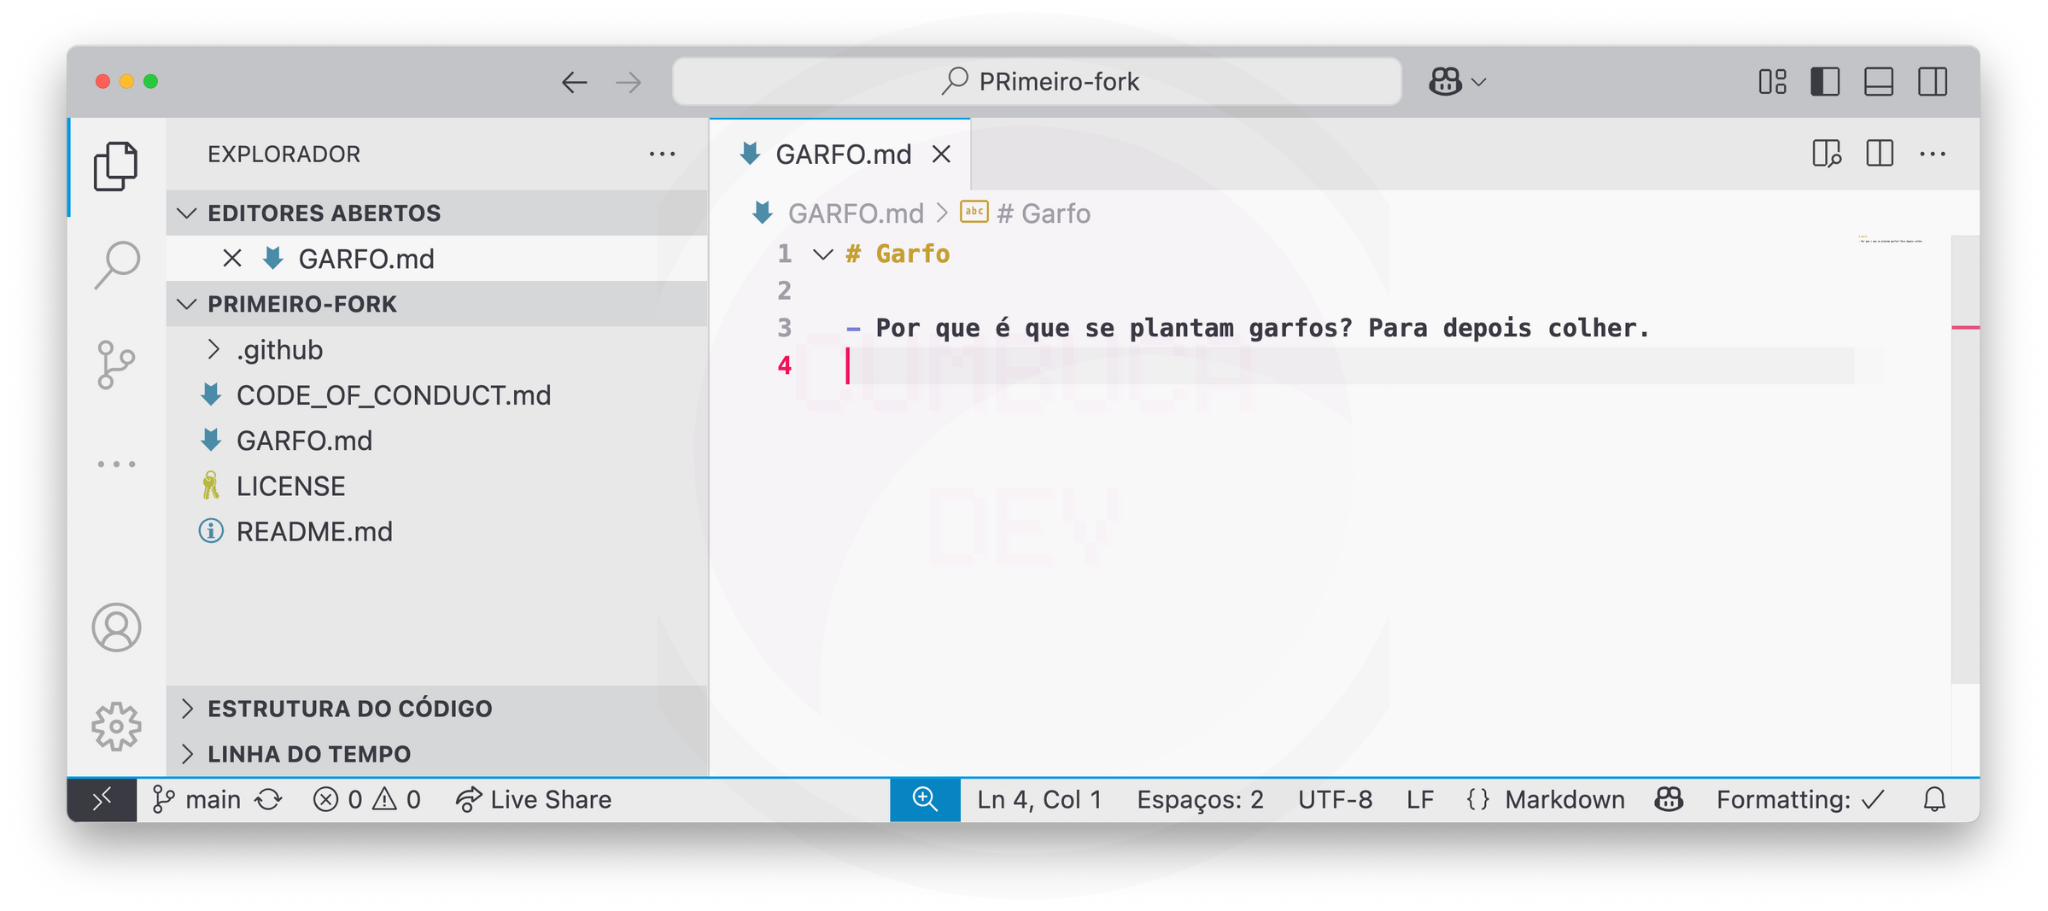 PRimeiro-fork
EXPLORADOR
EDITORES ABERTOS
GARFO.md
PRIMEIRO-FORK
.github
CODE_OF_CONDUCT.md
GARFO.md
LICENSE
README.md
ESTRUTURA DO CÓDIGO
LINHA DO TEMPO
GARFO.md
GARFO.md > abc # Garfo
1 # Garfo
2
3 - Por que é que se plantam garfos? Para depois colher.
4
CUMBUCA
DEV
main 0 0 Live Share Ln 4, Col 1 Espaços: 2 UTF-8 LF {} Markdown Formatting: ✓